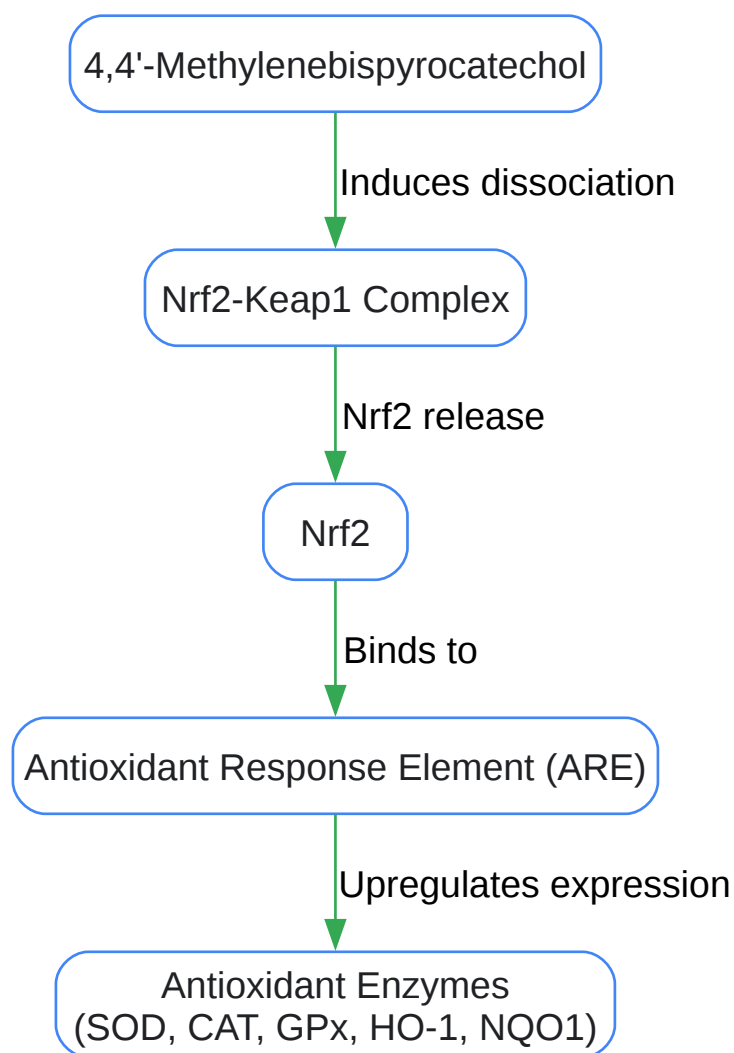 4,4'-Methylenebispyrocatechol
Induces dissociation
Nrf2-Keap1 Complex
Nrf2 release
Nrf2
Binds to
Antioxidant Response Element (ARE)
Upregulates expression
Antioxidant Enzymes
(SOD, CAT, GPx, HO-1, NQO1)